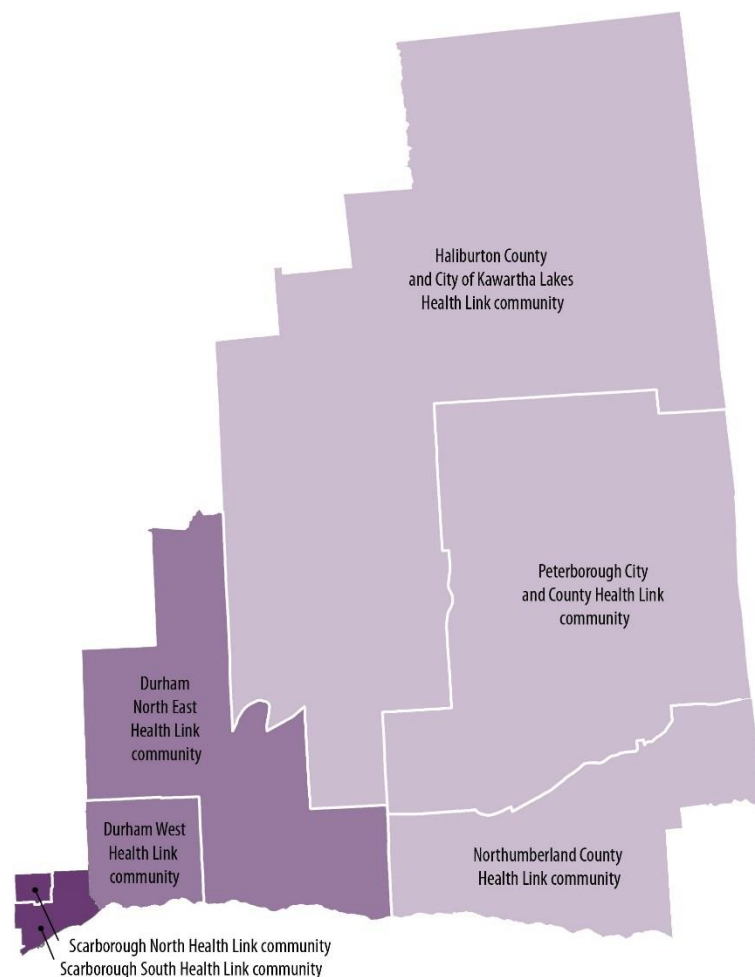 Haliburton County
and City of Kawartha Lakes
Health Link community
Peterborough City
and County Health Link
community
Durham
North East
Health Link
community
Durham West
Health Link
community
Northumberland County
Health Link community
Scarborough North Health Link community
Scarborough South Health Link community